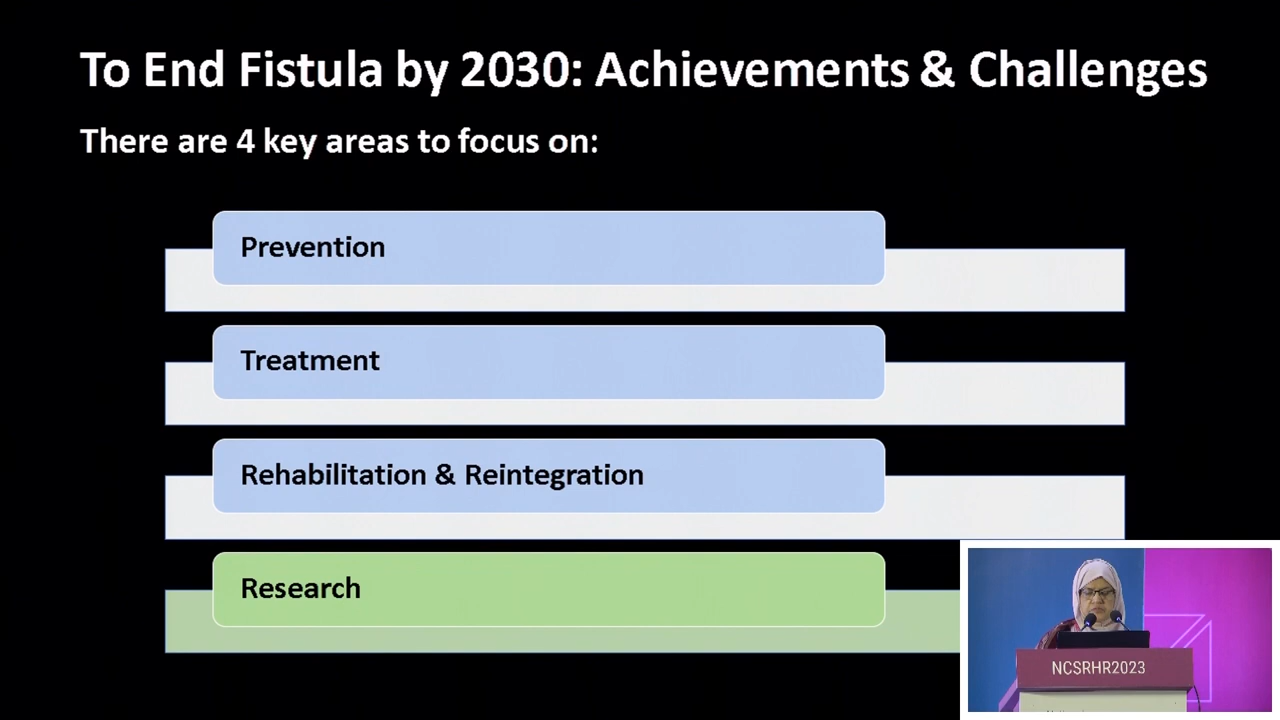 To End Fistula by 2030: Achievements & Challenges
There are 4 key areas to focus on:
Prevention
Treatment
Rehabilitation & Reintegration
Research
NCSRHR2023